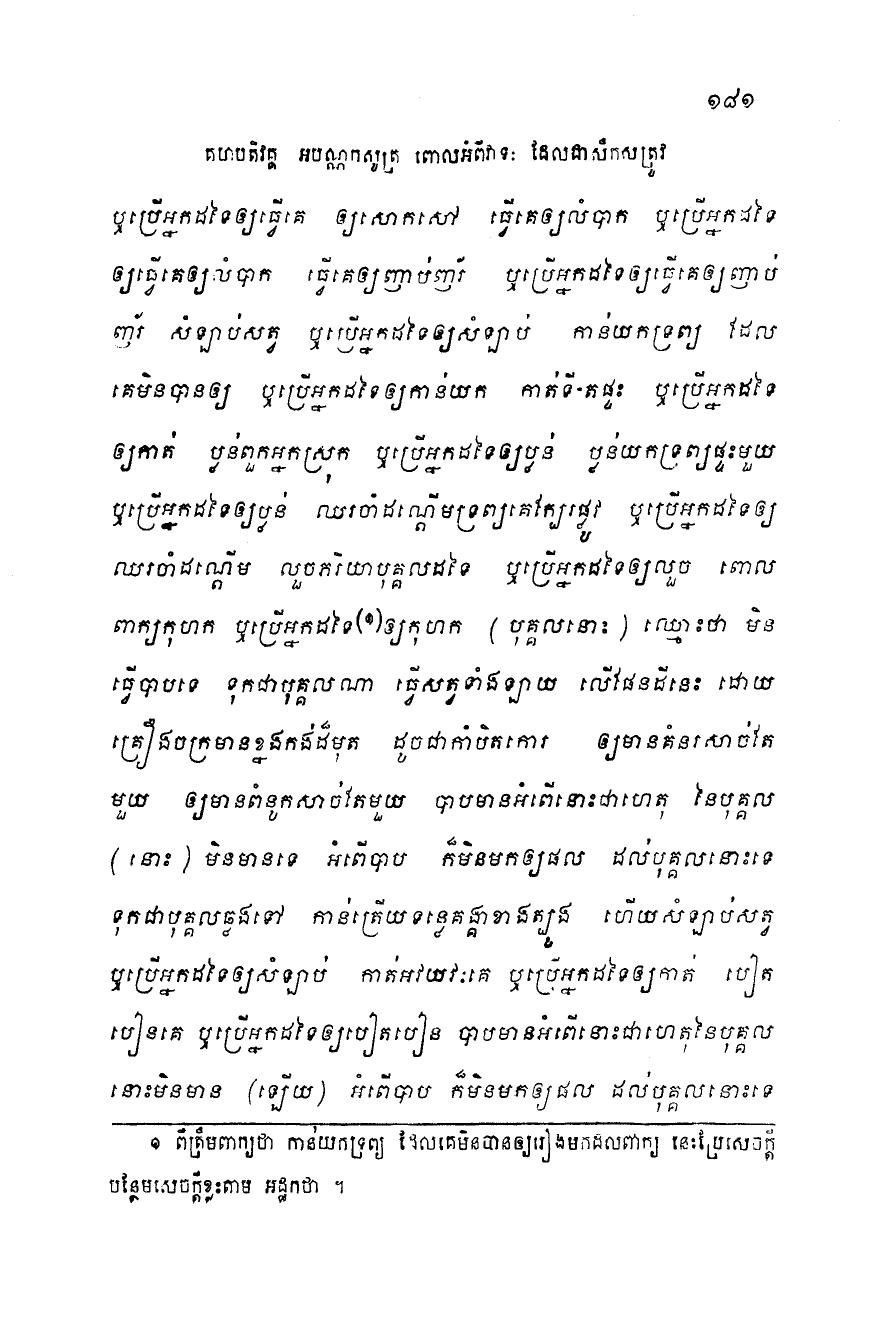 ១៨១
គហបតិវគ្គ អបណ្ណកសូត្រ ពោលអំពីវាទៈ ដែលជាសឹកសត្រូវ
ឬប្រើអ្នកដទៃឲ្យធ្វើគេ ឲ្យសោកសៅ ធ្វើគេឲ្យលំបាក ឬប្រើអ្នកដទៃ
ឲ្យធ្វើគេឲ្យលំបាក ធ្វើគេឲ្យញាប់ញ័រ ឬប្រើអ្នកដទៃឲ្យធ្វើគេឲ្យញាប់
ញ័រ សំឡាប់សត្វ ឬប្រើអ្នកដទៃឲ្យសំឡាប់ កាន់យកទ្រព្យ ដែល
គេមិនបានឲ្យ ឬប្រើអ្នកដទៃឲ្យកាន់យក កាត់ទីតផ្ទះ ឬប្រើអ្នកដទៃ
ឲ្យកាត់ ប្លន់ពួកអ្នកស្រុក ឬប្រើអ្នកដទៃឲ្យប្លន់ ប្លន់យកទ្រព្យផ្ទះមួយ
ឬប្រើអ្នកដទៃឲ្យប្លន់ ឈរចាំដណ្តើមទ្រព្យគេក្បែរផ្លូវ ឬប្រើអ្នកដទៃឲ្យ
ឈរចាំដណ្តើម លួចភរិយាបុគ្គលដទៃ ឬប្រើអ្នកដទៃឲ្យលួច ពោល
ពាក្យកុហក ឬប្រើអ្នកដទៃ(១)ឲ្យកុហក (បុគ្គលនោះ) ឈ្មោះថា មិន
ធ្វើបាបទេ ទុកជាបុគ្គលណា ធ្វើសត្វទាំងឡាយ លើផែនដីនេះ ដោយ
គ្រឿងចក្រមានខ្នងកង់ដ៏មុត ដូចជាកាំបិតកោរ ឲ្យមានគំនរសាច់តែ
មួយ ឲ្យមានពំនូកសាច់តែមួយ បាបមានអំពើនោះជាហេតុ នៃបុគ្គល
(នោះ) មិនមានទេ អំពើបាប ក៏មិនមកឲ្យផល ដល់បុគ្គលនោះទេ
ទុកជាបុគ្គលឆ្លងទៅ កាន់ត្រើយទន្លេគង្គាខាងត្បូង ហើយសំឡាប់សត្វ
ឬប្រើអ្នកដទៃឲ្យសំឡាប់ កាត់អវយវៈគេ ឬប្រើអ្នកដទៃឲ្យកាត់ បៀត
បៀនគេ ឬប្រើអ្នកដទៃឲ្យបៀតបៀន បាបមានអំពើនោះជាហេតុនៃបុគ្គល
នោះមិនមាន (ឡើយ) អំពើបាប ក៏មិនមកឲ្យផល ដល់បុគ្គលនោះទេ
១ ពីត្រឹមពាក្យថា កាន់យកទ្រព្យ ដែលគេមិនបានឲ្យរៀងមកដល់ពាក្យ នេះប្រែសេចក្តី
បន្ថែមសេចក្តីខ្លះតាម អដ្ឋកថា ។